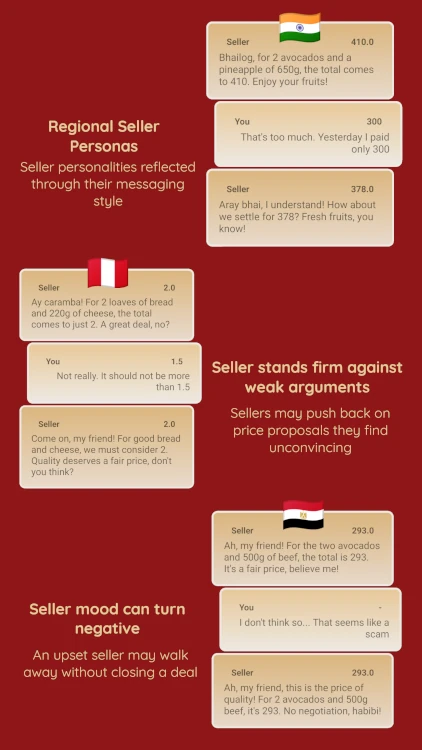 Seller 410.0
Bhailog, for 2 avocados and a
pineapple of 650g, the total comes
to 410. Enjoy your fruits!
You 300
That's too much. Yesterday I paid
only 300
Seller 378.0
Aray bhai, I understand! How about
we settle for 378? Fresh fruits, you
know!
Regional Seller
Personas
Seller personalities reflected
through their messaging
style
Seller 2.0
Ay caramba! For 2 loaves of bread
and 220g of cheese, the total
comes to just 2. A great deal, no?
You 1.5
Not really. It should not be more
than 1.5
Seller 2.0
Come on, my friend! For good bread
and cheese, we must consider 2.
Quality deserves a fair price, don't
you think?
Seller stands firm against
weak arguments
Sellers may push back on
price proposals they find
unconvincing
Seller 293.0
Ah, my friend! For the two avocados
and 500g of beef, the total is 293.
It's a fair price, believe me!
You -
I don't think so... That seems like a
scam
Seller 293.0
Ah, my friend, this is the price of
quality! For 2 avocados and 500g
beef, it's 293. No negotiation, habibi!
Seller mood can turn
negative
An upset seller may walk
away without closing a deal